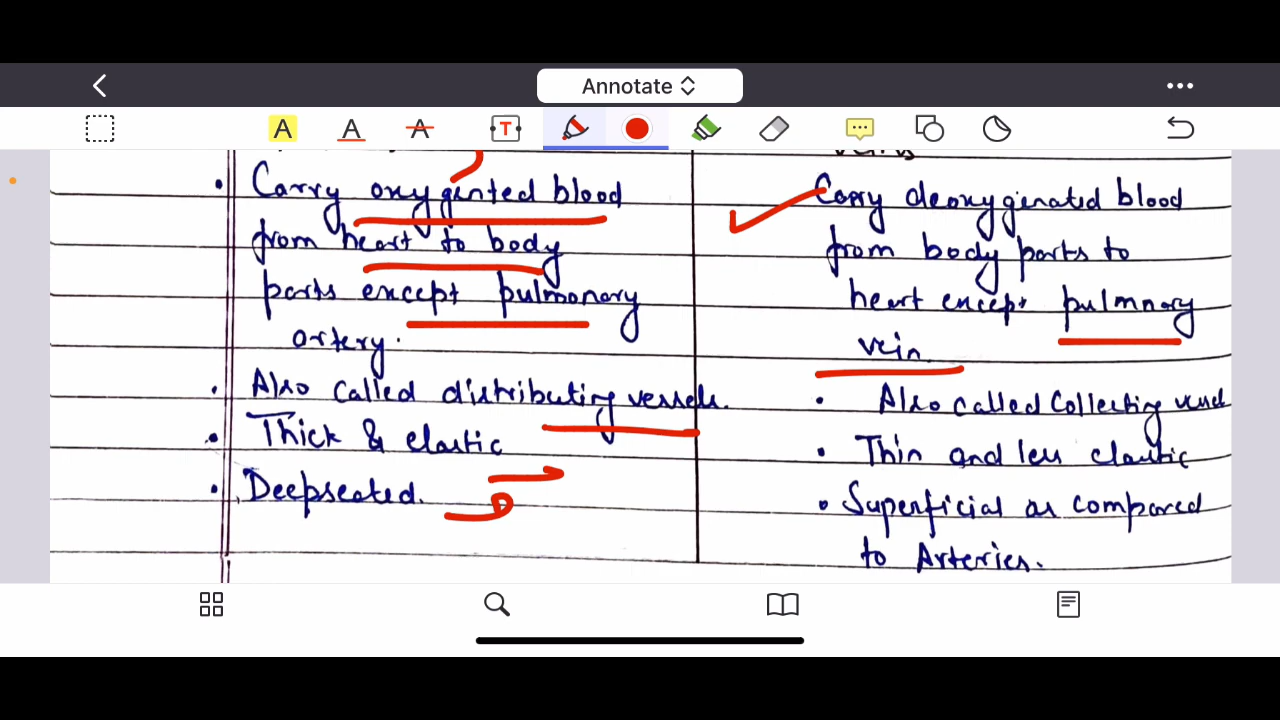 Annotate
A A A T
• Carry oxygented blood
from heart to body
parts except pulmonary
artery.
• Also called distributing vessels.
• Thick & elastic
• Deepseated.
Carry deoxygenated blood
from body parts to
heart except pulmnary
vein
• Also called Collecting vessel
• Thin and less elastic
• Superficial as compared
to Arteries.